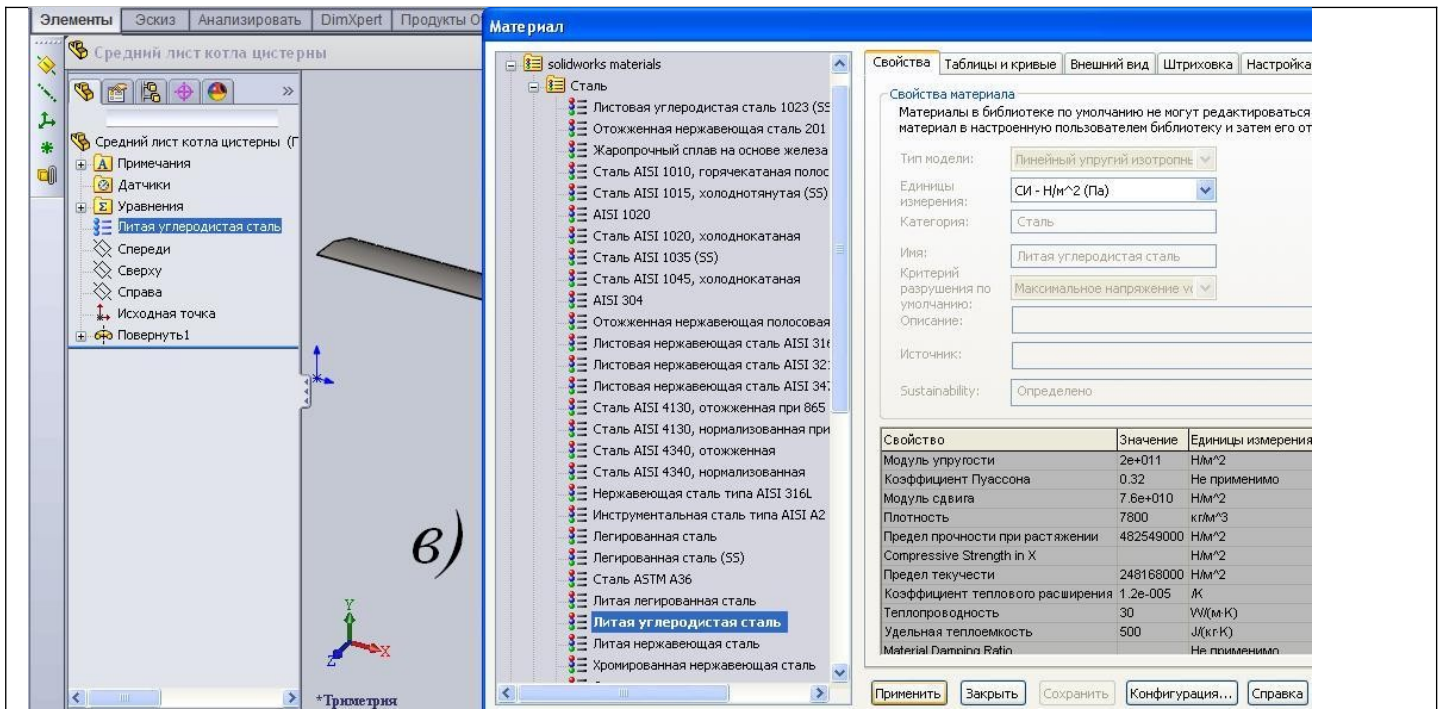 Элементы Эскиз Анализировать DimXpert Продукты O
Средний лист котла цистерны
Средний лист котла цистерны (П
Примечания
Датчики
Уравнения
Литая углеродистая сталь
Спереди
Сверху
Справа
Исходная точка
Повернуть1
в)
Y
X
Z
*Триметрия
Материал
solidworks materials
Сталь
Листовая углеродистая сталь 1023 (SS
Отожженная нержавеющая сталь 201
Жаропрочный сплав на основе железа
Сталь AISI 1010, горячекатаная полос
Сталь AISI 1015, холоднотянутая (SS)
AISI 1020
Сталь AISI 1020, холоднокатаная
Сталь AISI 1035 (SS)
Сталь AISI 1045, холоднокатаная
AISI 304
Отожженная нержавеющая полосовая
Листовая нержавеющая сталь AISI 316
Листовая нержавеющая сталь AISI 32
Листовая нержавеющая сталь AISI 347
Сталь AISI 4130, отожженная при 865
Сталь AISI 4130, нормализованная при
Сталь AISI 4340, отожженная
Сталь AISI 4340, нормализованная
Нержавеющая сталь типа AISI 316L
Инструментальная сталь типа AISI A2
Легированная сталь
Легированная сталь (SS)
Сталь ASTM A36
Литая легированная сталь
Литая углеродистая сталь
Литая нержавеющая сталь
Хромированная нержавеющая сталь
Свойства Таблицы и кривые Внешний вид Штриховка Настройка
Свойства материала
Материалы в библиотеке по умолчанию не могут редактироваться
материал в настроенную пользователем библиотеку и затем его от
Тип модели: Линейный упругий изотропн
Единицы измерения: СИ - Н/м^2 (Па)
Категория: Сталь
Имя: Литая углеродистая сталь
Критерий разрушения по умолчанию: Максимальное напряжение vo
Описание:
Источник:
Sustainability: Определено
Свойство Значение Единицы измерения
Модуль упругости 2e+011 Н/м^2
Коэффициент Пуассона 0.32 Не применимо
Модуль сдвига 7.6e+010 Н/м^2
Плотность 7800 кг/м^3
Предел прочности при растяжении 482549000 Н/м^2
Compressive Strength in X Н/м^2
Предел текучести 248168000 Н/м^2
Коэффициент теплового расширения 1.2e-005 /K
Теплопроводность 30 W/(м·K)
Удельная теплоемкость 500 J/(кг·K)
Material Damping Ratio Не применимо
Применить Закрыть Сохранить Конфигурация... Справка